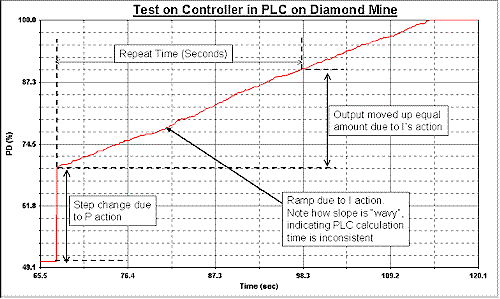 Test on Controller in PLC on Diamond Mine
100.0
Repeat Time (Seconds)
87.3
Output moved up equal
amount due to I's action
PD (%)
74.5
61.8
Step change due
to P action
Ramp due to I action.
Note how slope is "wavy",
indicating PLC calculation
time is inconsistent
49.1
65.5
76.4
87.3
98.3
109.2
120.1
Time (sec)